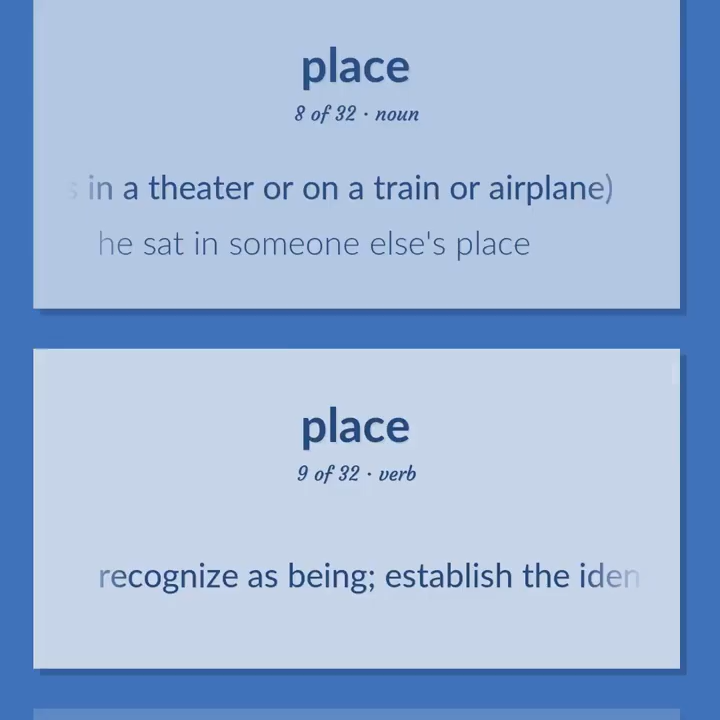 place
8 of 32 · noun
in a theater or on a train or airplane)
he sat in someone else's place
place
9 of 32 · verb
recognize as being; establish the iden